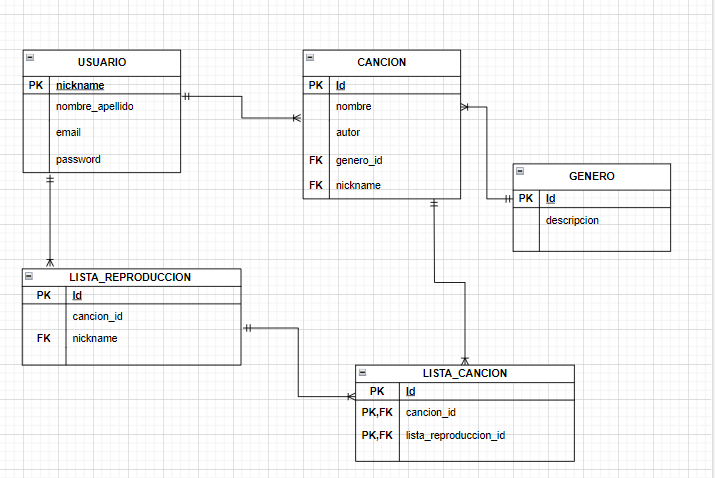 USUARIO
PK nickname
nombre_apellido
email
password
CANCION
PK Id
nombre
autor
FK genero_id
FK nickname
GENERO
PK Id
descripcion
LISTA_REPRODUCCION
PK Id
cancion_id
FK nickname
LISTA_CANCION
PK Id
PK,FK cancion_id
PK,FK lista_reproduccion_id